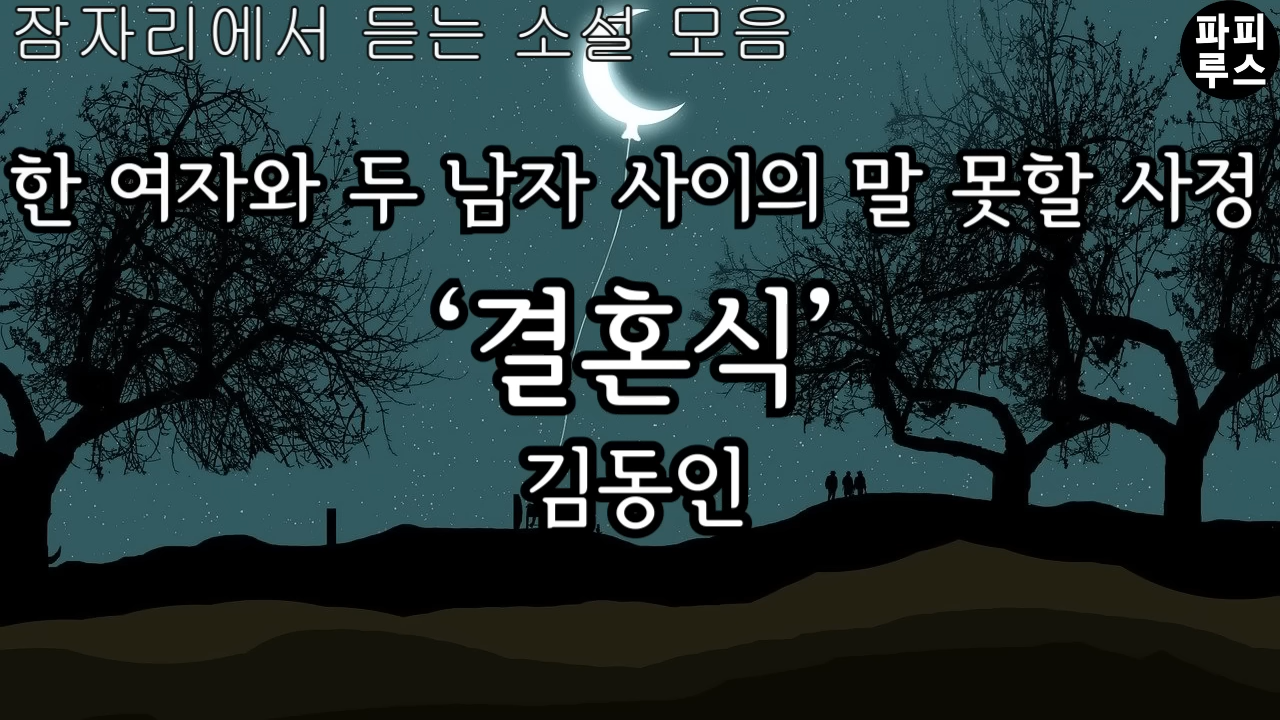 잠자리에서 듣는 소설 모음
파피
루스
한 여자와 두 남자 사이의 말 못할 사정
‘결혼식’
김동인